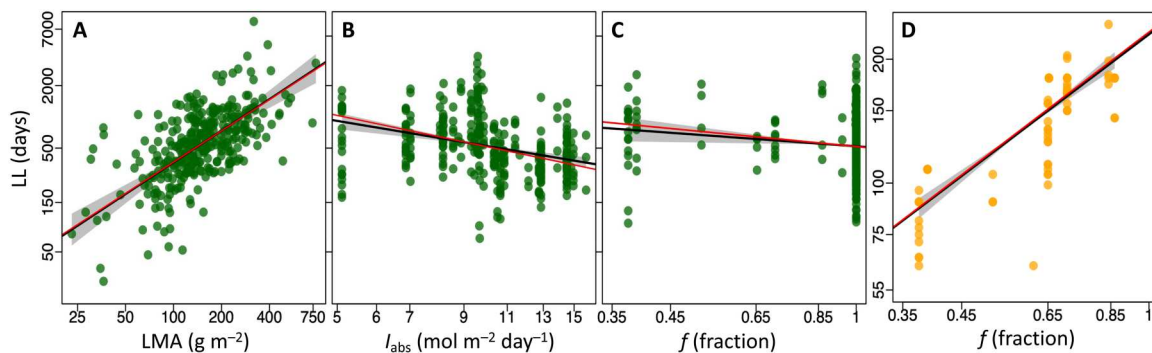 A B C D
7000
2000
500
150
50
LL (days)
25 50 100 200 400 750
LMA (g m⁻²)
5 6 7 9 11 13 15
I_abs (mol m⁻² day⁻¹)
0.35 0.45 0.65 0.85 1
f (fraction)
200
150
100
75
55
0.35 0.45 0.65 0.85 1
f (fraction)